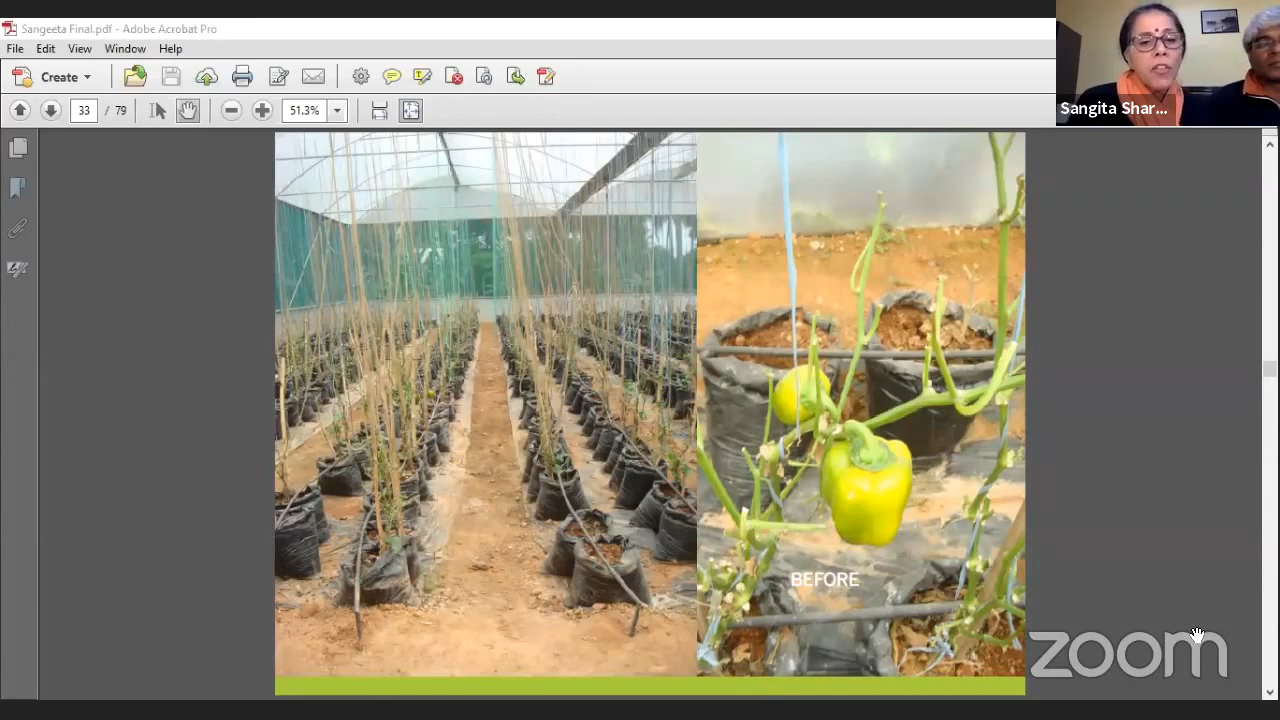 Sangeeta Final.pdf - Adobe Acrobat Pro
File Edit View Window Help
Create
33 / 79 51.3%
Sangita Shar...
BEFORE
zoom